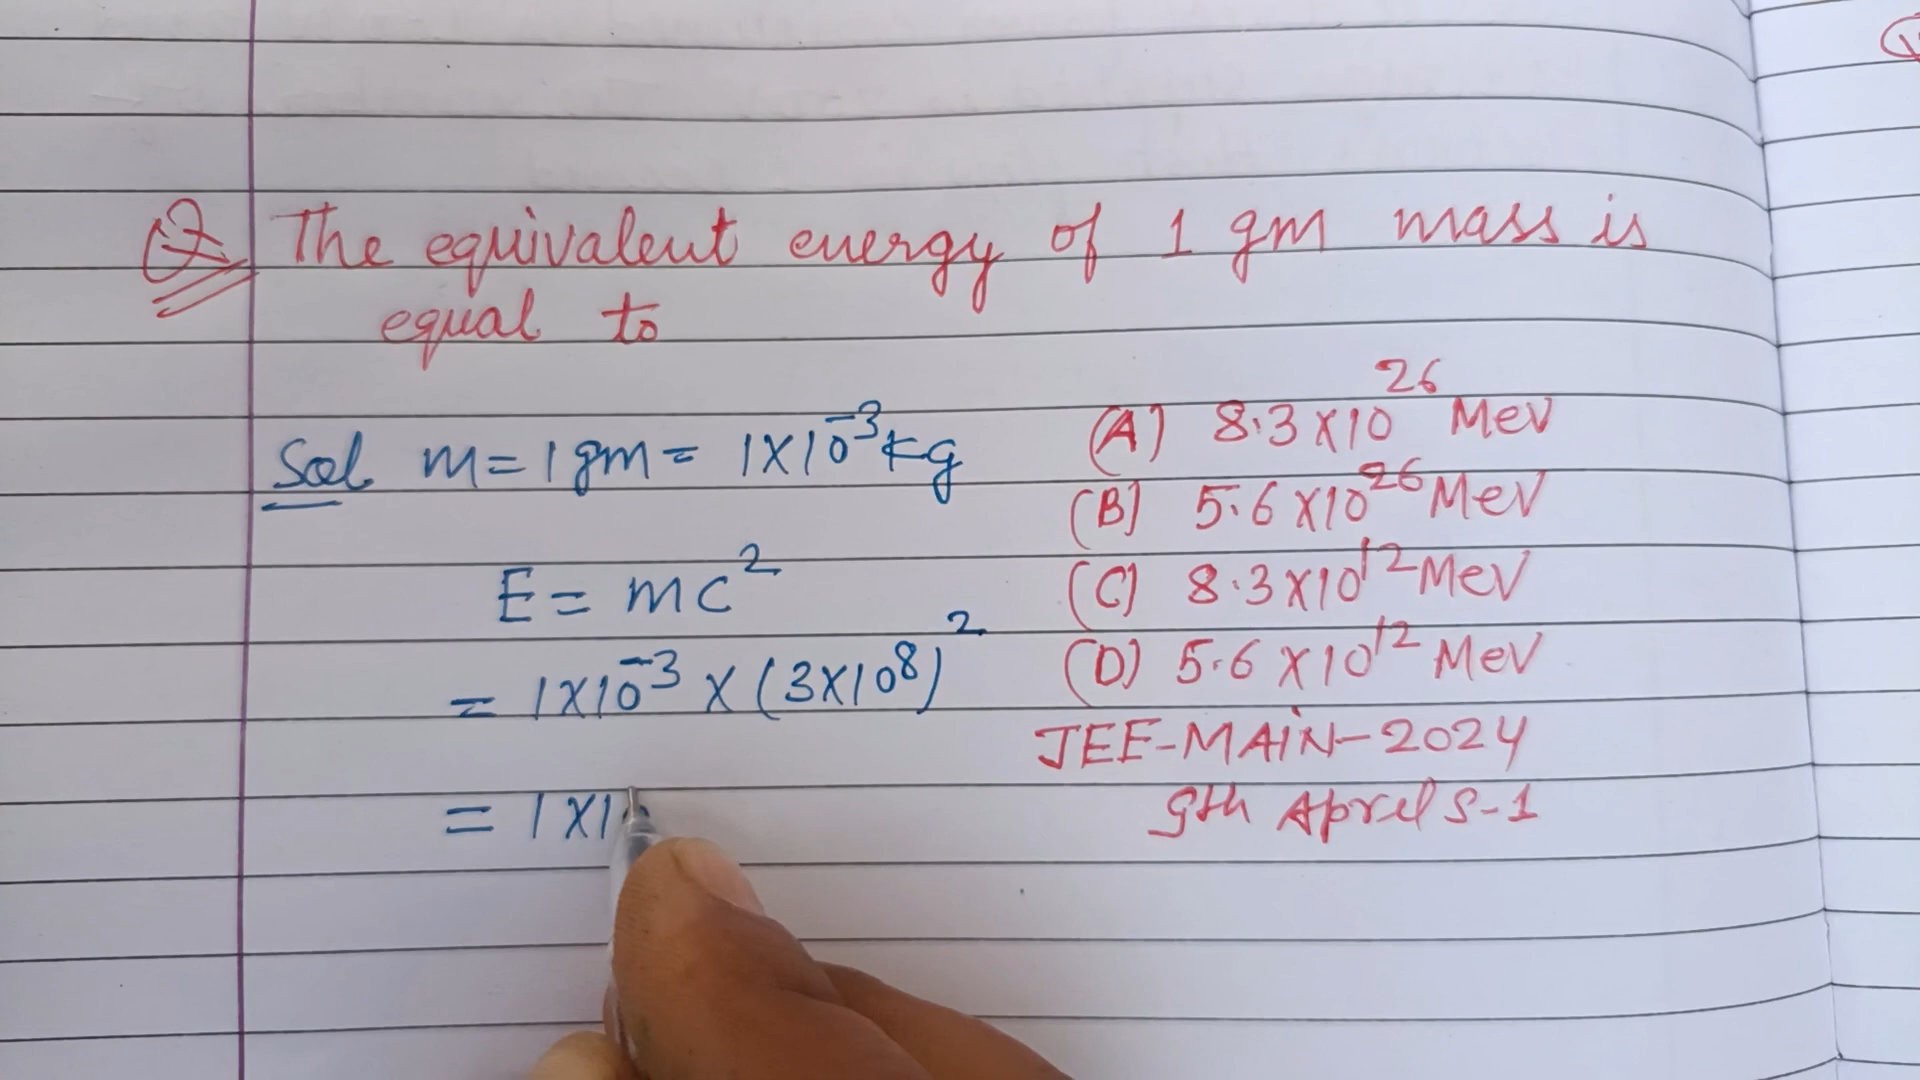 Q The equivalent energy of 1 gm mass is
equal to
Sol m = 1 gm = 1×10⁻³ kg
E = mc²
= 1×10⁻³ × (3×10⁸)²
= 1×10
(A) 8.3×10²⁶ MeV
(B) 5.6×10²⁶ MeV
(C) 8.3×10¹² MeV
(D) 5.6×10¹² MeV
JEE-MAIN-2024
9th April S-1